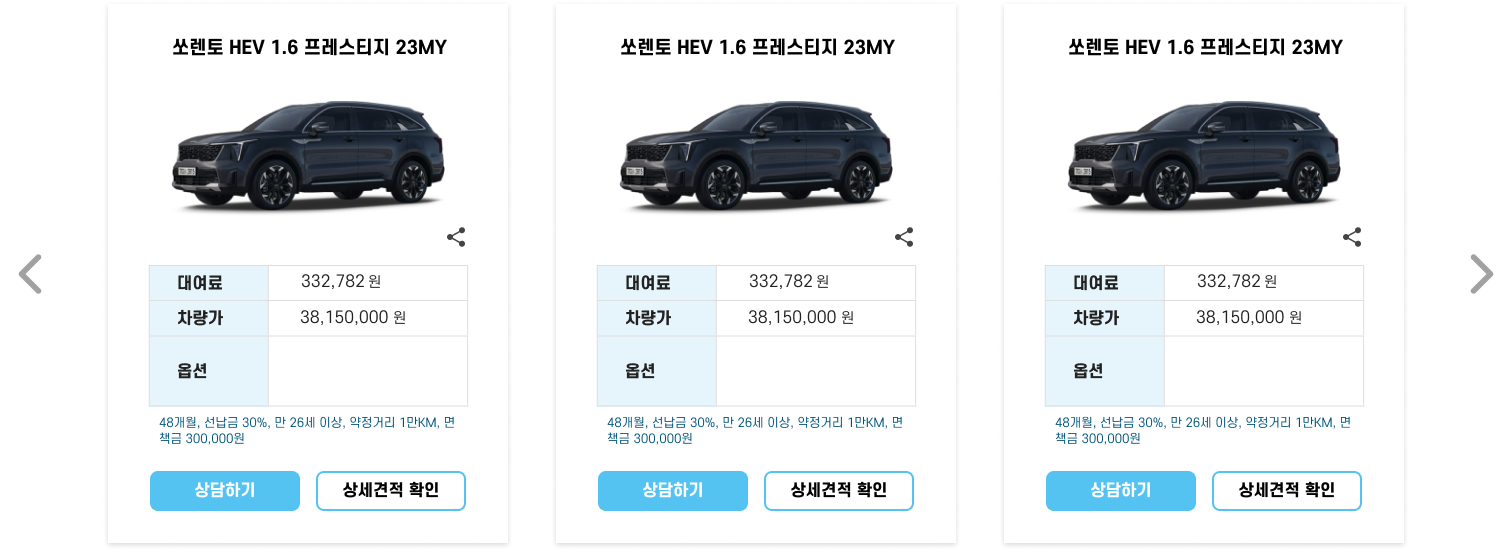 쏘렌토 HEV 1.6 프레스티지 23MY
대여료 332,782 원
차량가 38,150,000 원
옵션
48개월, 선납금 30%, 만 26세 이상, 약정거리 1만KM, 면
책금 300,000원
상담하기 상세견적 확인
쏘렌토 HEV 1.6 프레스티지 23MY
대여료 332,782 원
차량가 38,150,000 원
옵션
48개월, 선납금 30%, 만 26세 이상, 약정거리 1만KM, 면
책금 300,000원
상담하기 상세견적 확인
쏘렌토 HEV 1.6 프레스티지 23MY
대여료 332,782 원
차량가 38,150,000 원
옵션
48개월, 선납금 30%, 만 26세 이상, 약정거리 1만KM, 면
책금 300,000원
상담하기 상세견적 확인